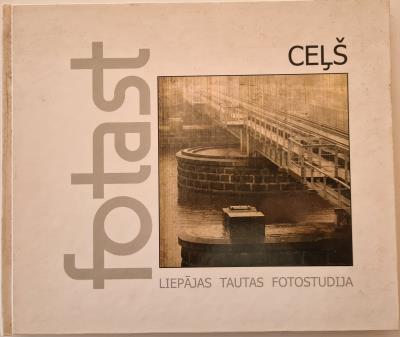 fotast
CEĻŠ
LIEPĀJAS TAUTAS FOTOSTUDIJA